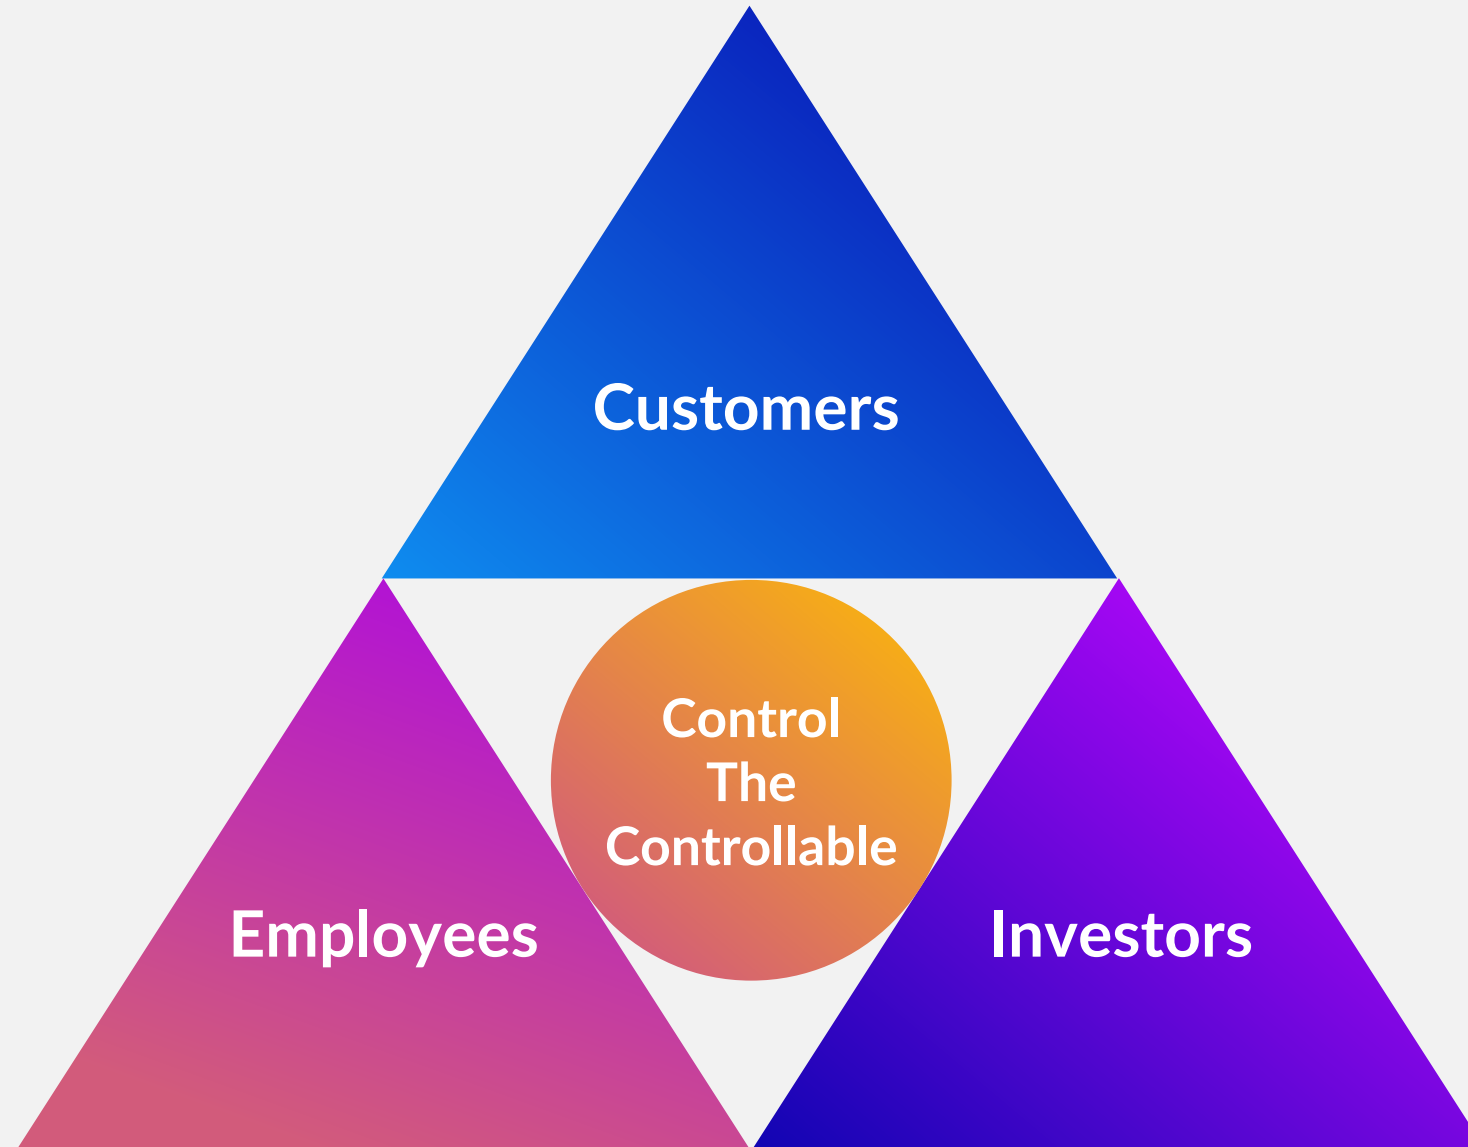 Customers
Control
The
Controllable
Employees
Investors